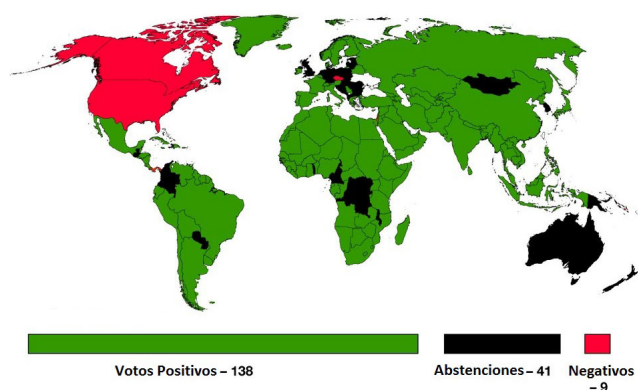 Votos Positivos – 138
Abstenciones – 41
Negativos
– 9